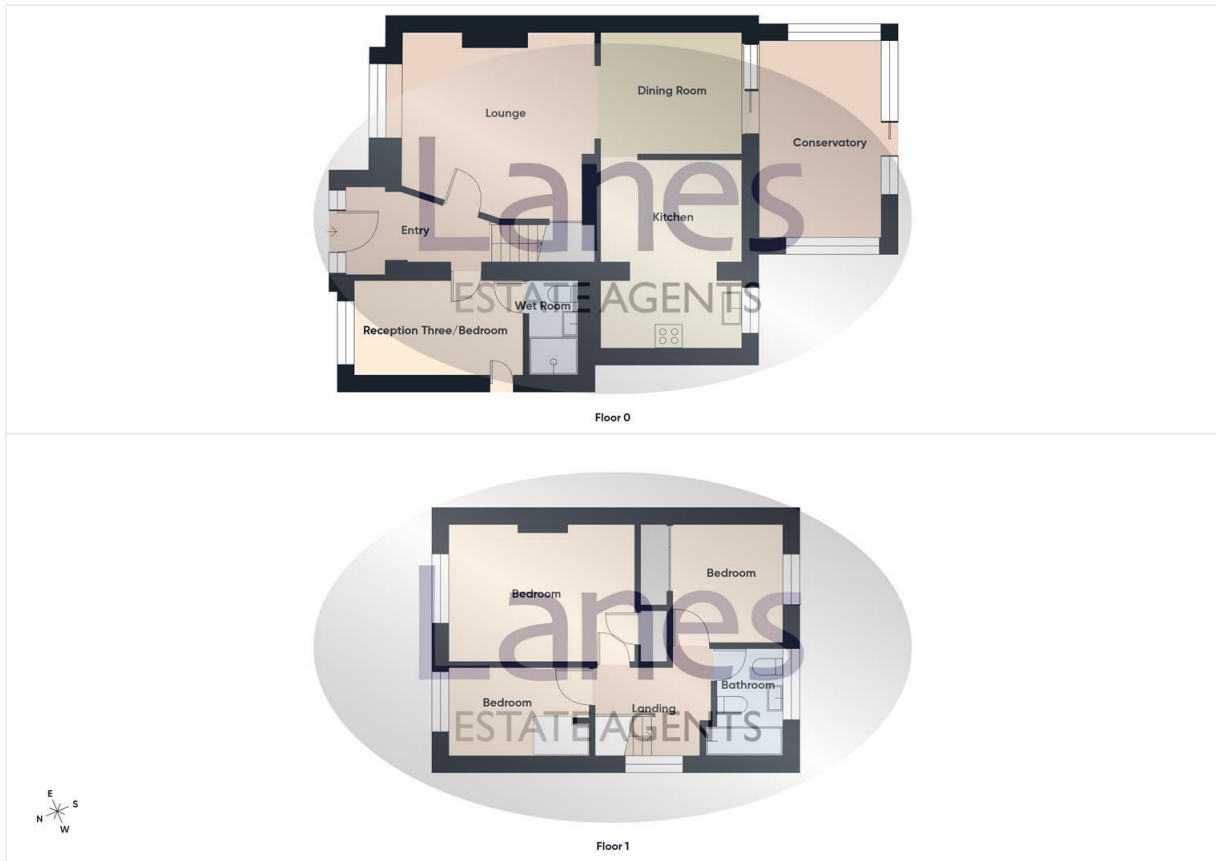 Lounge
Dining Room
Conservatory
Lanes
Entry
Kitchen
ESTATE AGENTS
Wet Room
Reception Three/Bedroom
Floor 0
Bedroom
Bedroom
Lanes
Bathroom
Bedroom
Landing
ESTATE AGENTS
E
S
N
W
Floor 1